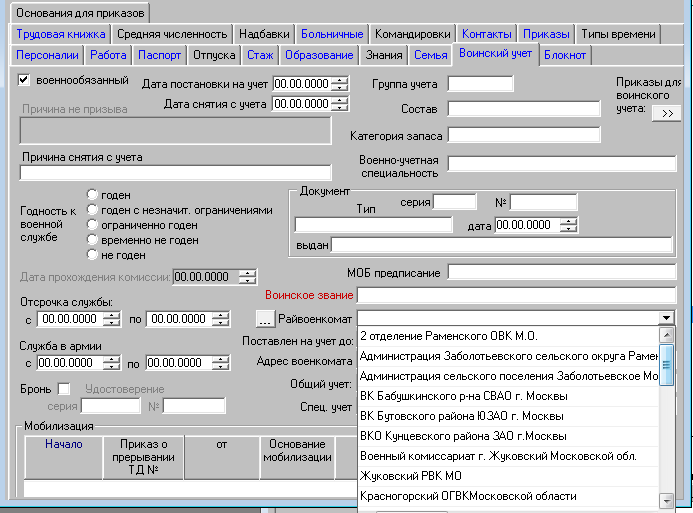 Основания для приказов
Трудовая книжка Средняя численность Надбавки Больничные Командировки Контакты Приказы Типы времени
Персоналии Работа Паспорт Отпуска Стаж Образование Знания Семья Воинский учет Блокнот
военнообязанный Дата постановки на учет 00.00.0000 Группа учета Приказы для
Дата снятия с учета 00.00.0000 воинского
Причина не призыва Состав учета: >>
Категория запаса
Причина снятия с учета Военно-учетная
специальность
Документ
годен серия №
Тип
Годность к годен с незначит. ограничениями
военной ограниченно годен дата 00.00.0000
службе временно не годен
не годен выдан
Дата прохождения комиссии: 00.00.0000 МОБ предписание
Воинское звание
Отсрочка службы:
с 00.00.0000 по 00.00.0000 ... Райвоенкомат
Поставлен на учет до: 2 отделение Раменского ОВК М.О.
Служба в армии Администрация Заболотьевского сельского округа Рамен
с 00.00.0000 по 00.00.0000 Адрес военкомата Администрация сельского поселения Заболотьевское Мо
Бронь Удостоверение Общий учет: ВК Бабушкинского р-на СВАО г. Москвы
серия № Спец. учет ВК Бутовского района ЮЗАО г. Москвы
Мобилизация ВКО Кунцевского района ЗАО г.Москвы
Начало Приказ о от Основание Военный комиссариат г. Жуковский Московской обл.
прерывании мобилизации
ТД № Жуковский РВК МО
Красногорский ОГВКМосковской области